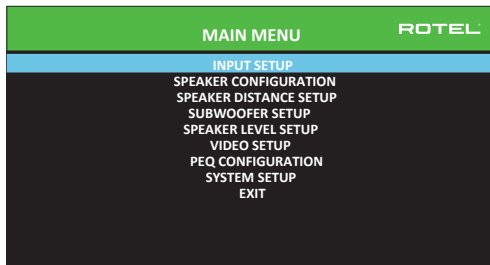 MAIN MENU
ROTEL
INPUT SETUP
SPEAKER CONFIGURATION
SPEAKER DISTANCE SETUP
SUBWOOFER SETUP
SPEAKER LEVEL SETUP
VIDEO SETUP
PEQ CONFIGURATION
SYSTEM SETUP
EXIT